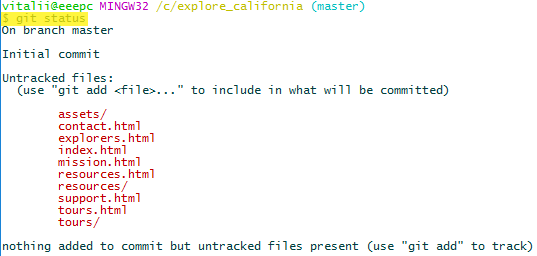 vitalii@eeepc MINGW32 /c/explore_california (master)
$ git status
On branch master
Initial commit
Untracked files:
(use "git add <file>..." to include in what will be committed)
assets/
contact.html
explorers.html
index.html
mission.html
resources.html
resources/
support.html
tours.html
tours/
nothing added to commit but untracked files present (use "git add" to track)